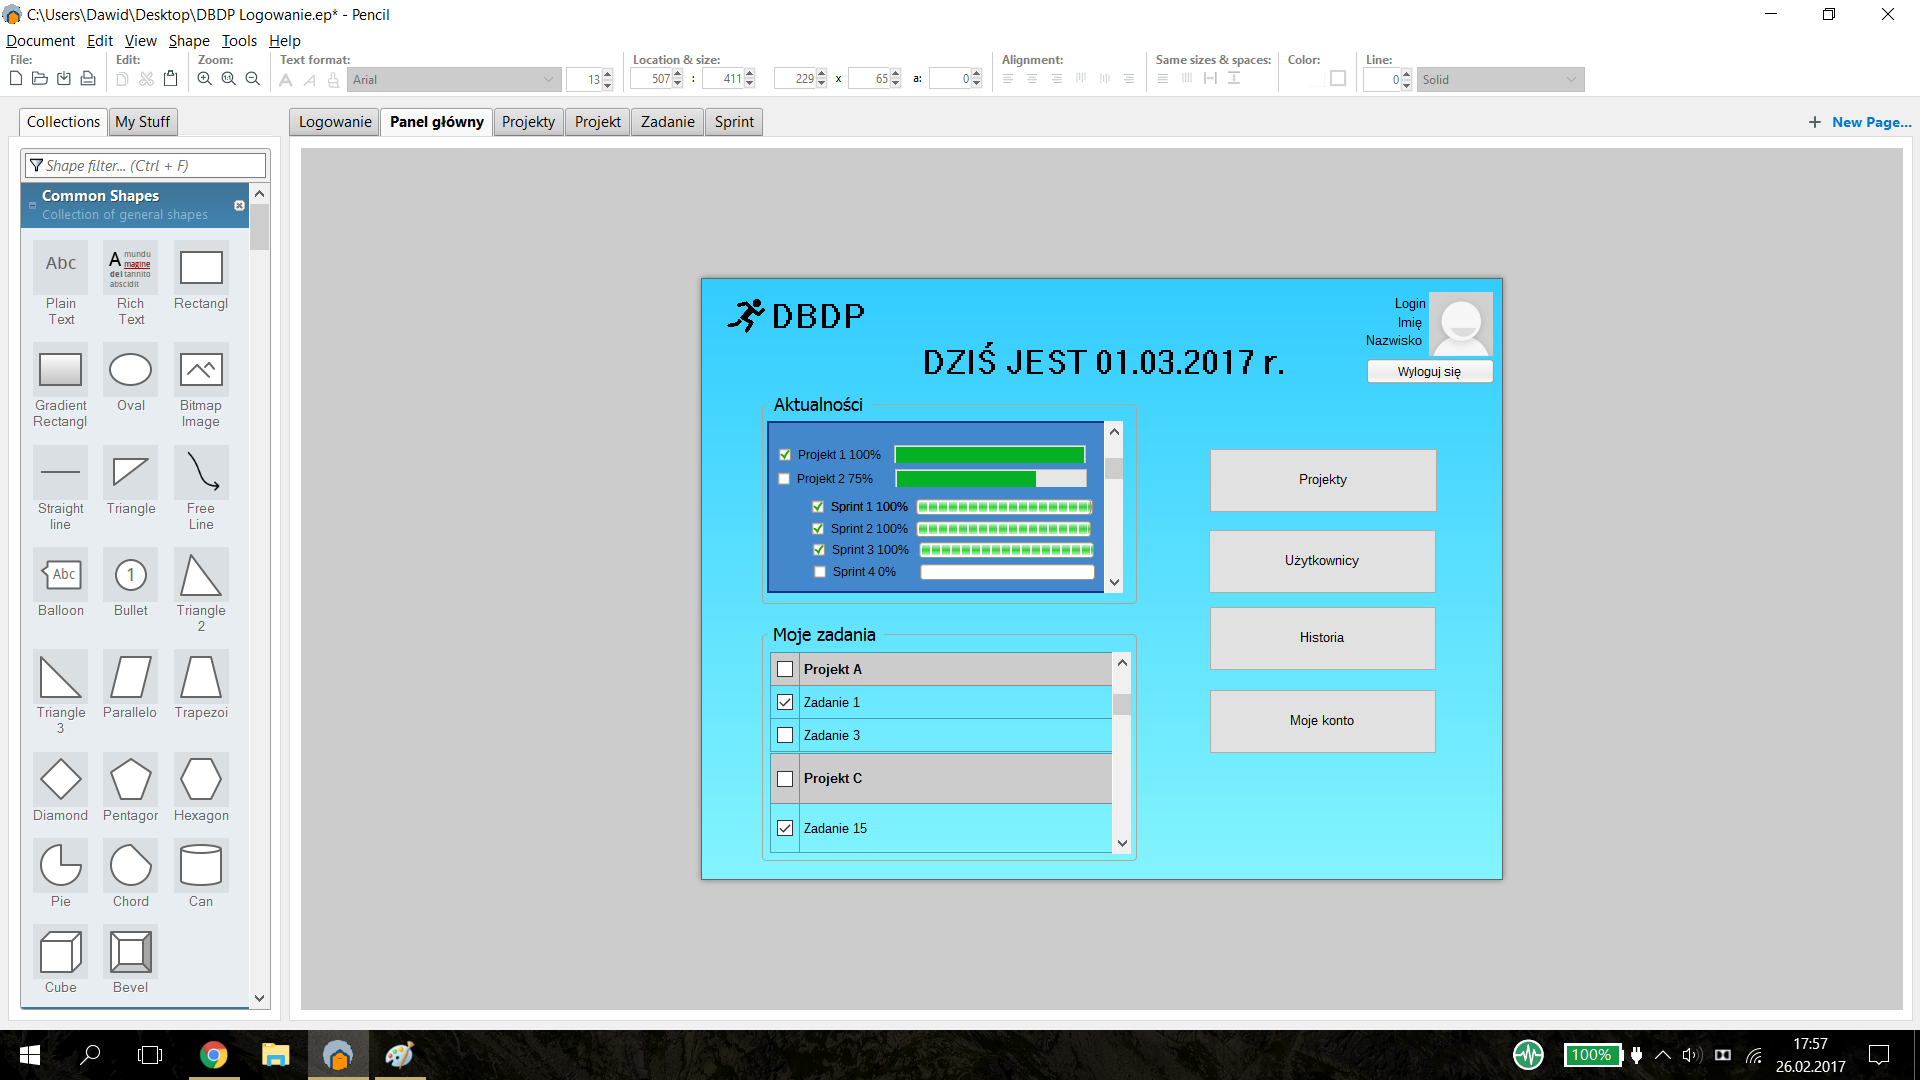 C:\Users\Dawid\Desktop\DBDP Logowanie.ep* - Pencil
Document Edit View Shape Tools Help
File: Edit: Zoom: Text format: Location & size: Alignment: Same sizes & spaces: Color: Line:
Arial 13 507 : 411 229 x 65 a: 0 0 Solid
Collections My Stuff
Logowanie Panel główny Projekty Projekt Zadanie Sprint
+ New Page...
Shape filter... (Ctrl + F)
Common Shapes
Collection of general shapes
Abc
A mundu
magine
del tannito
abscidit
Plain Text
Rich Text
Rectangl
Gradient Rectangl
Oval
Bitmap Image
Straight line
Triangle
Free Line
Abc
1
Balloon
Bullet
Triangle 2
Triangle 3
Parallelo
Trapezoi
Diamond
Pentagor
Hexagon
Pie
Chord
Can
Cube
Bevel
DBDP
Login
Imię
Nazwisko
Wyloguj się
DZIŚ JEST 01.03.2017 r.
Aktualności
Projekt 1 100%
Projekt 2 75%
Sprint 1 100%
Sprint 2 100%
Sprint 3 100%
Sprint 4 0%
Moje zadania
Projekt A
Zadanie 1
Zadanie 3
Projekt C
Zadanie 15
Projekty
Użytkownicy
Historia
Moje konto
100%
17:57
26.02.2017